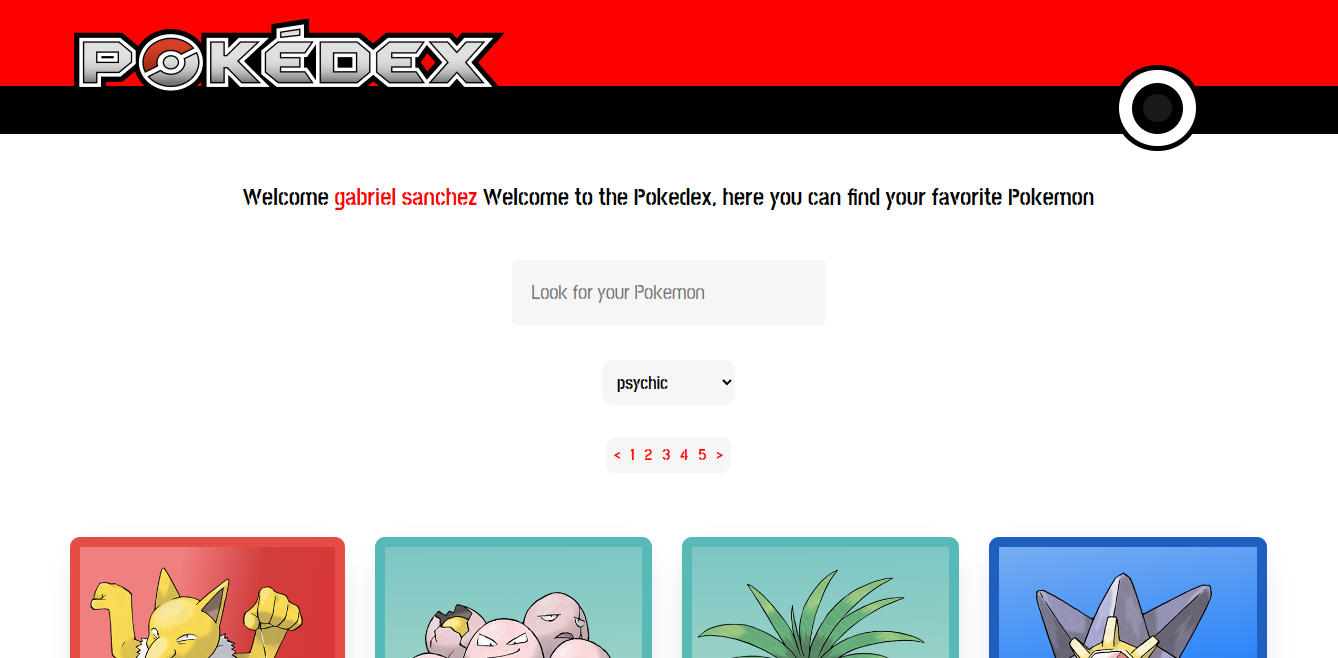 POKÉDEX
Welcome gabriel sanchez Welcome to the Pokedex, here you can find your favorite Pokemon
Look for your Pokemon
psychic
< 1 2 3 4 5 >